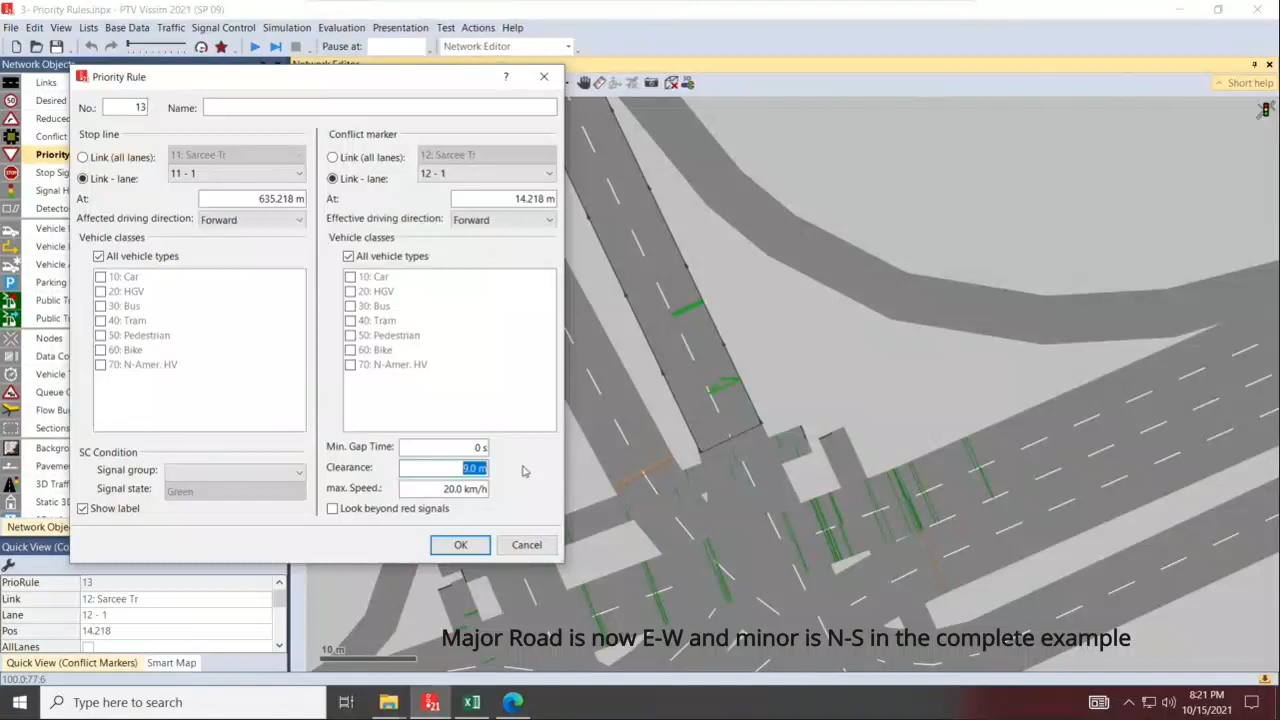 3- Priority Rules.inpx - PTV Vissim 2021 (SP 09)
File Edit View Lists Base Data Traffic Signal Control Simulation Evaluation Presentation Test Actions Help
Pause at: Network Editor
Network Objects
Priority Rule
Short help
No.: 13 Name:
Stop line
Link (all lanes): 11: Sarcee Tr
Link - lane: 11 - 1
At: 635.218 m
Affected driving direction: Forward
Vehicle classes
All vehicle types
10: Car
20: HGV
30: Bus
40: Tram
50: Pedestrian
60: Bike
70: N-Amer. HV
SC Condition
Signal group:
Signal state: Green
Show label
Conflict marker
Link (all lanes): 12: Sarcee Tr
Link - lane: 12 - 1
At: 14.218 m
Effective driving direction: Forward
Vehicle classes
All vehicle types
10: Car
20: HGV
30: Bus
40: Tram
50: Pedestrian
60: Bike
70: N-Amer. HV
Min. Gap Time: 0 s
Clearance: 9.0 m
max. Speed.: 20.0 km/h
Look beyond red signals
OK Cancel
Links
Desired
Reduced
Conflict
Priority
Stop Sig
Signal H
Detecto
Vehicle
Vehicle
Vehicle
Parking
Public T
Public T
Nodes
Data Co
Vehicle
Queue C
Flow Bu
Sections
Backgro
Paveme
3D Traff
Static 3
Network Obje
Quick View (Co
PrioRule 13
Link 12: Sarcee Tr
Lane 12 - 1
Pos 14.218
AllLanes
Quick View (Conflict Markers) Smart Map
10 m
Major Road is now E-W and minor is N-S in the complete example
100.0:77.6
Type here to search
8:21 PM
10/15/2021